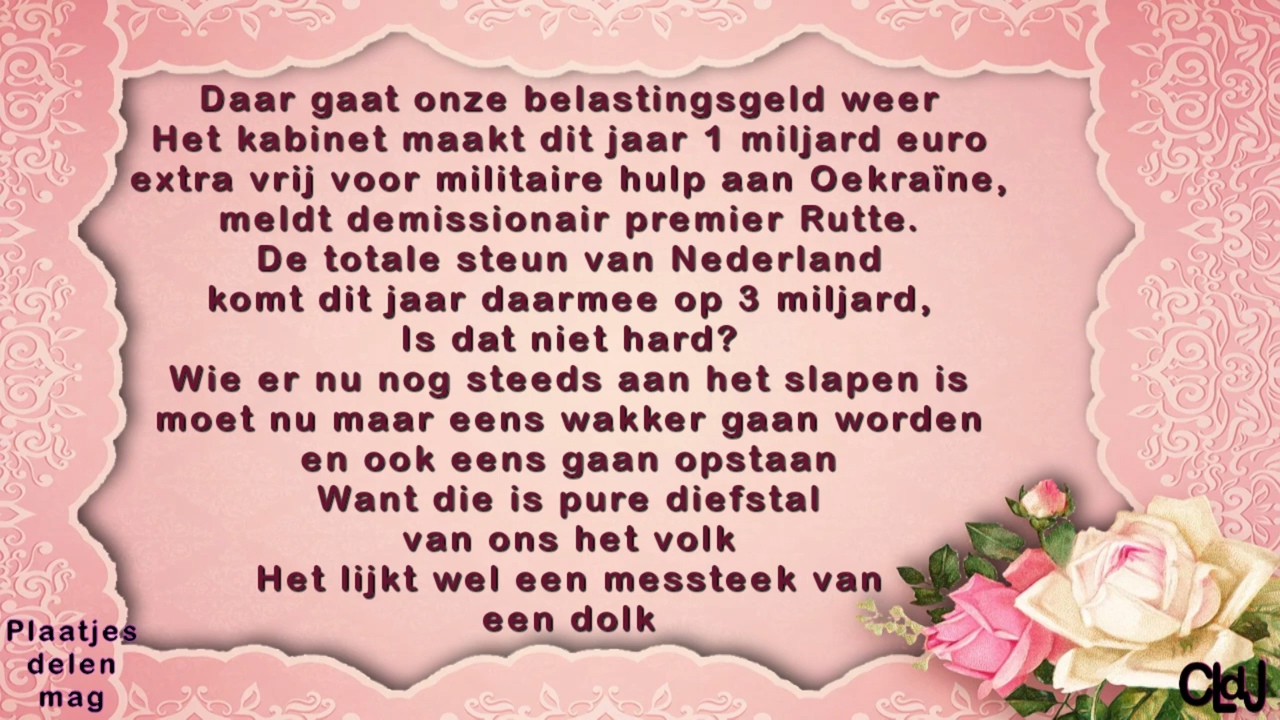 Daar gaat onze belastingsgeld weer
Het kabinet maakt dit jaar 1 miljard euro
extra vrij voor militaire hulp aan Oekraïne,
meldt demissionair premier Rutte.
De totale steun van Nederland
komt dit jaar daarmee op 3 miljard,
Is dat niet hard?
Wie er nu nog steeds aan het slapen is
moet nu maar eens wakker gaan worden
en ook eens gaan opstaan
Want die is pure diefstal
van ons het volk
Het lijkt wel een messteek van
een dolk
Plaatjes
delen
mag
CLdJ